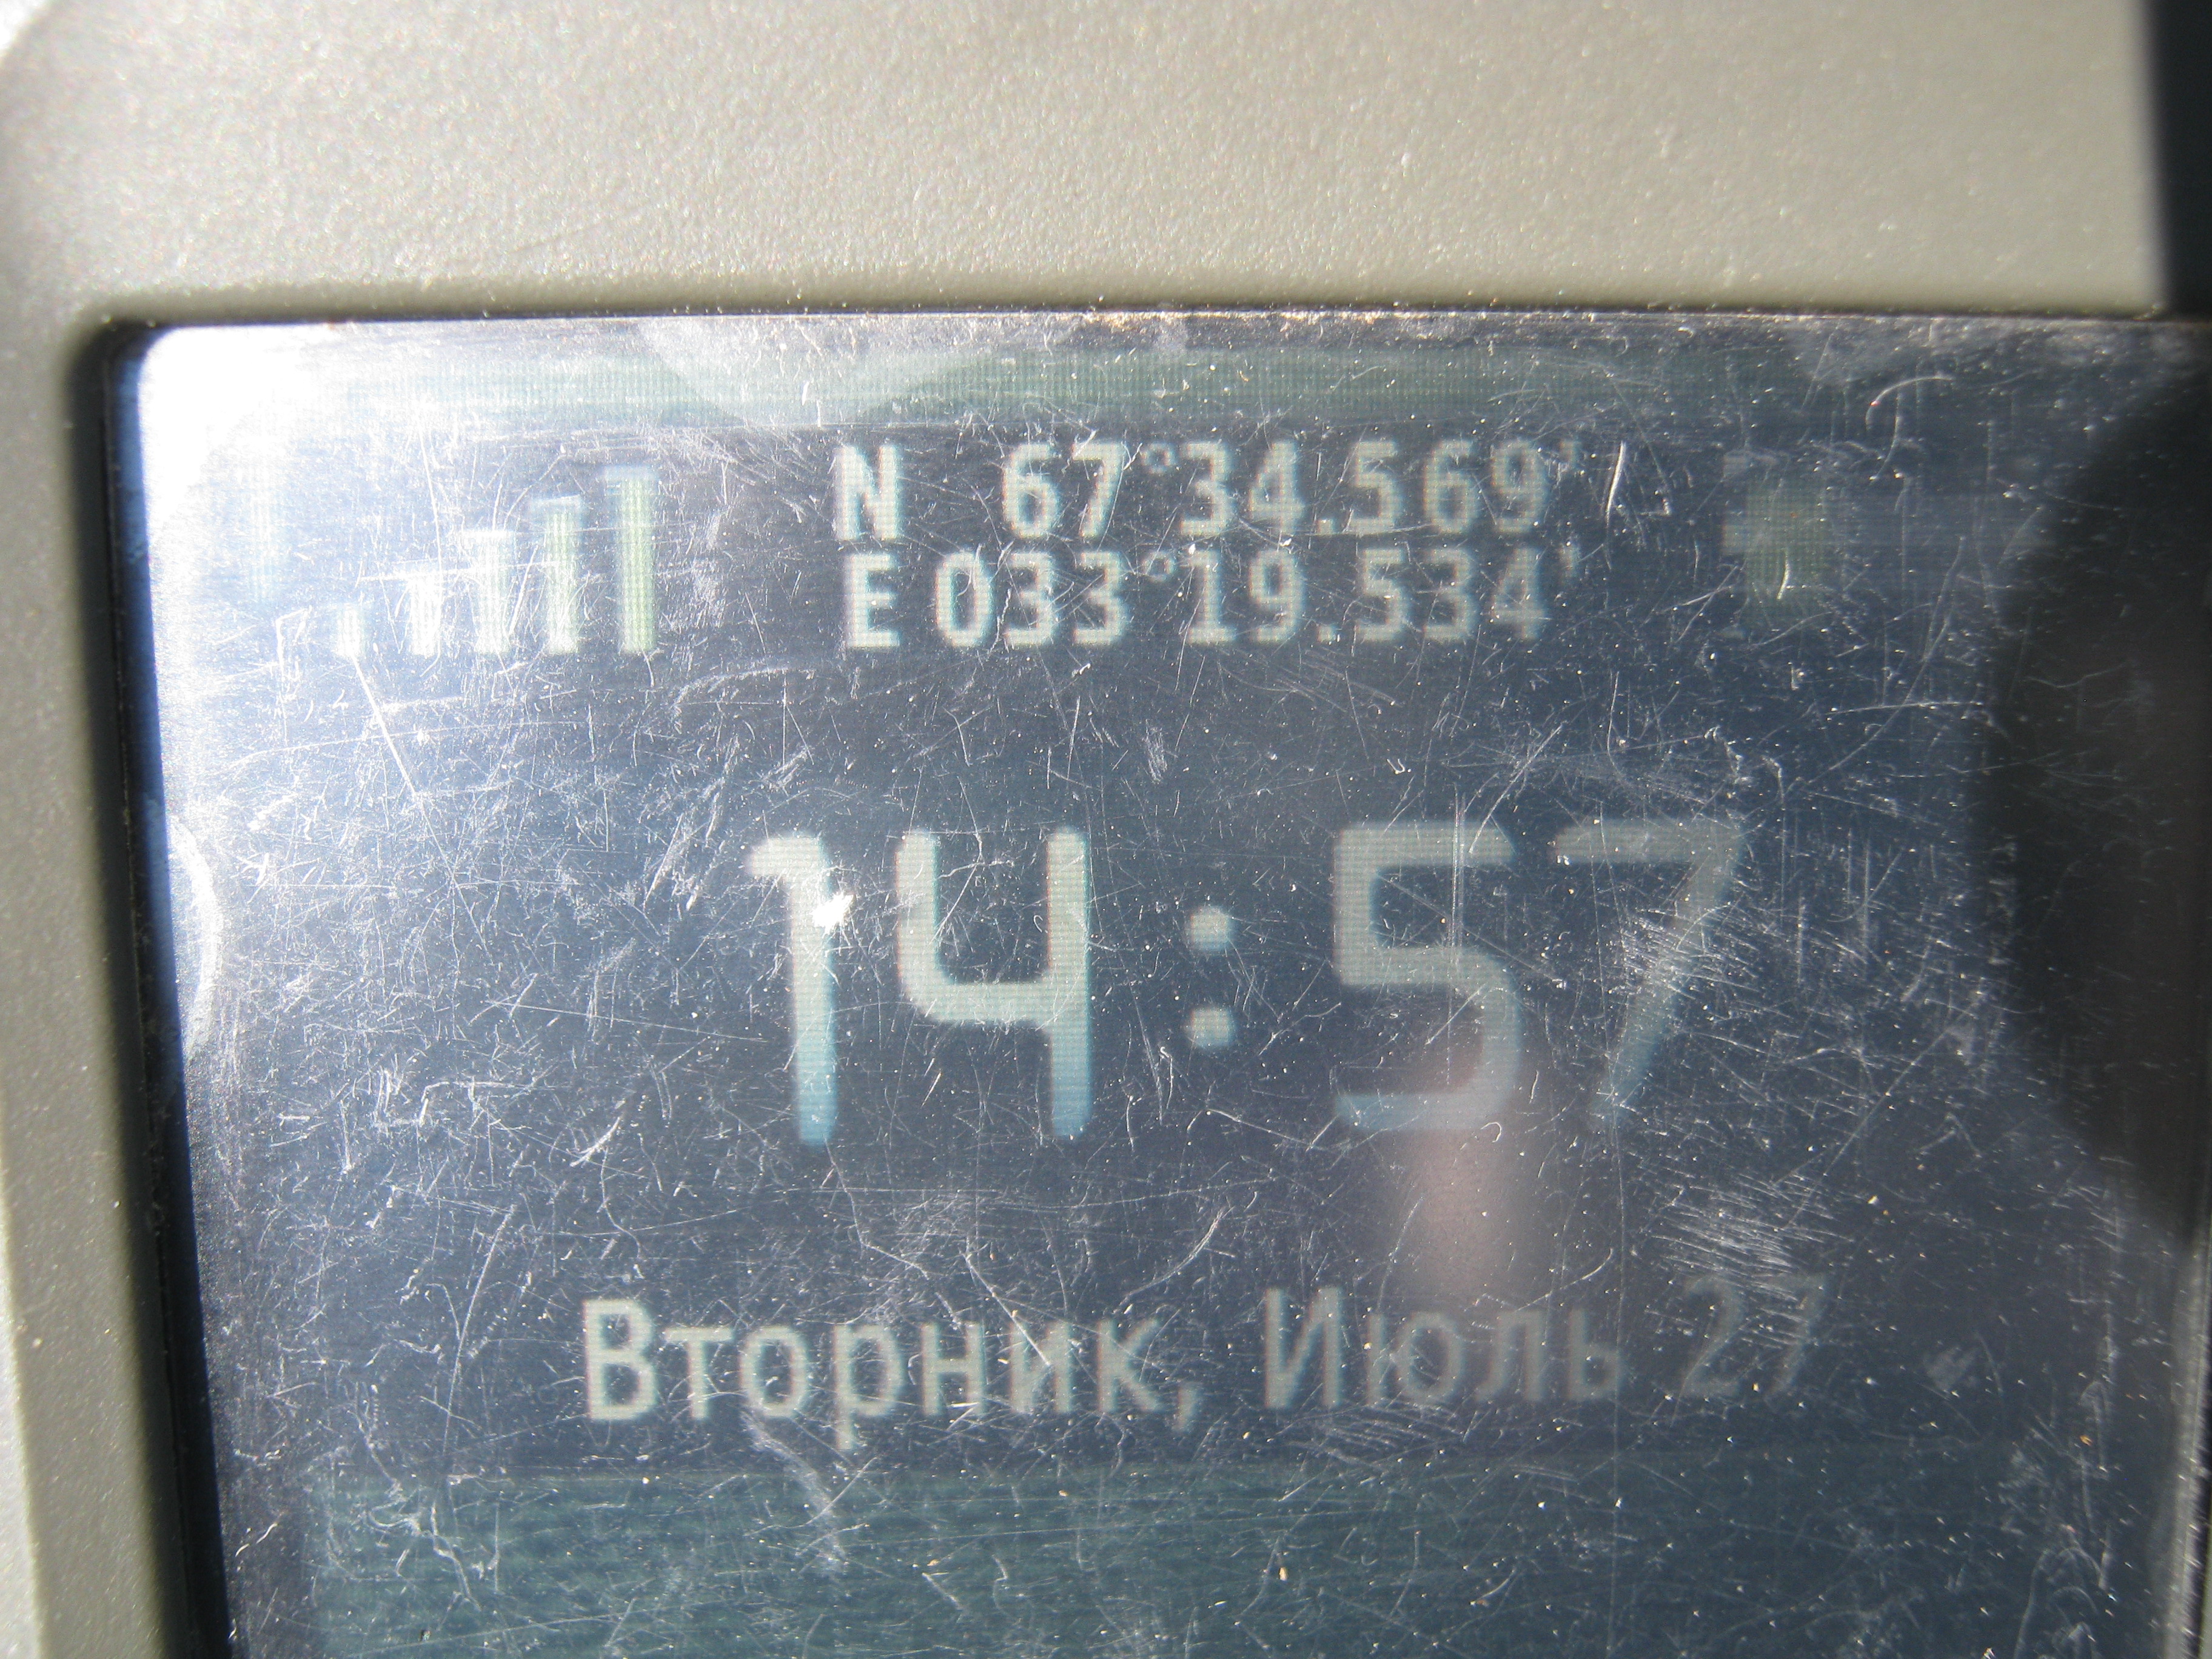 N 67°34.569'
E 033°19.534'
14:57
Вторник, Июль 27